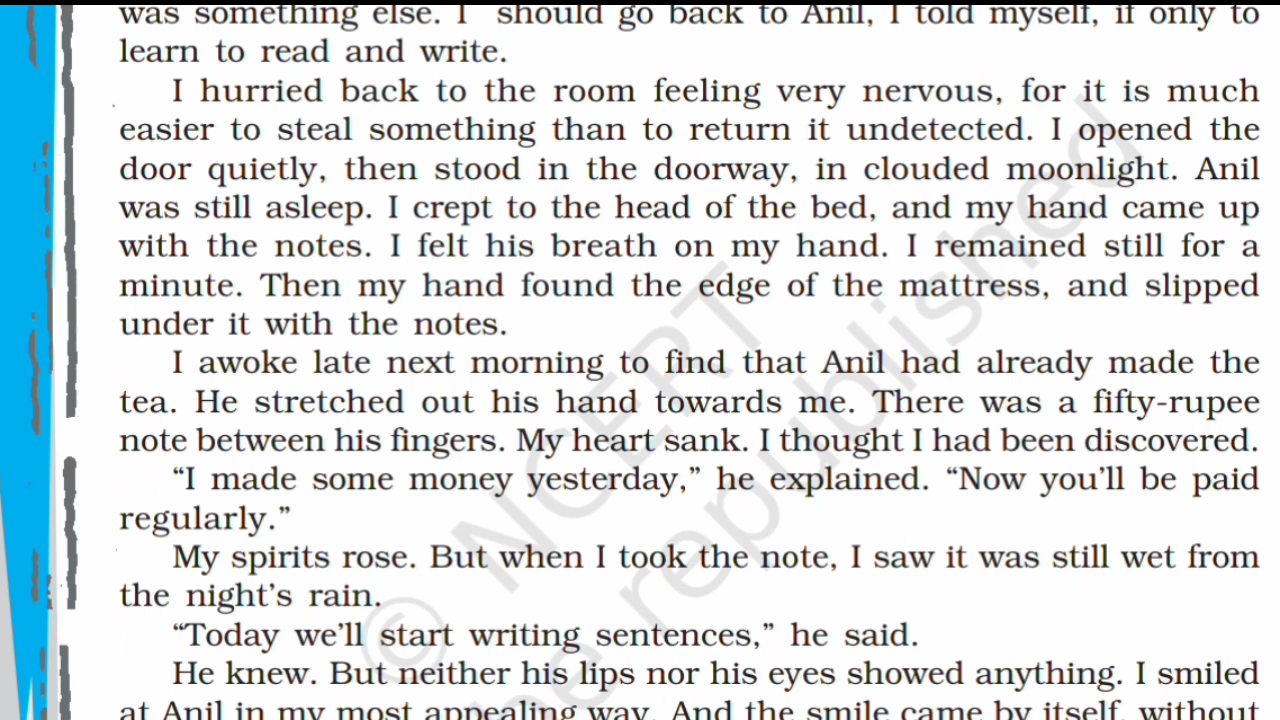 was something else. I should go back to Anil, I told myself, if only to
learn to read and write.
I hurried back to the room feeling very nervous, for it is much
easier to steal something than to return it undetected. I opened the
door quietly, then stood in the doorway, in clouded moonlight. Anil
was still asleep. I crept to the head of the bed, and my hand came up
with the notes. I felt his breath on my hand. I remained still for a
minute. Then my hand found the edge of the mattress, and slipped
under it with the notes.
I awoke late next morning to find that Anil had already made the
tea. He stretched out his hand towards me. There was a fifty-rupee
note between his fingers. My heart sank. I thought I had been discovered.
“I made some money yesterday,” he explained. “Now you’ll be paid
regularly.”
My spirits rose. But when I took the note, I saw it was still wet from
the night’s rain.
“Today we’ll start writing sentences,” he said.
He knew. But neither his lips nor his eyes showed anything. I smiled
at Anil in my most appealing way. And the smile came by itself, without
© NCERT
he republished